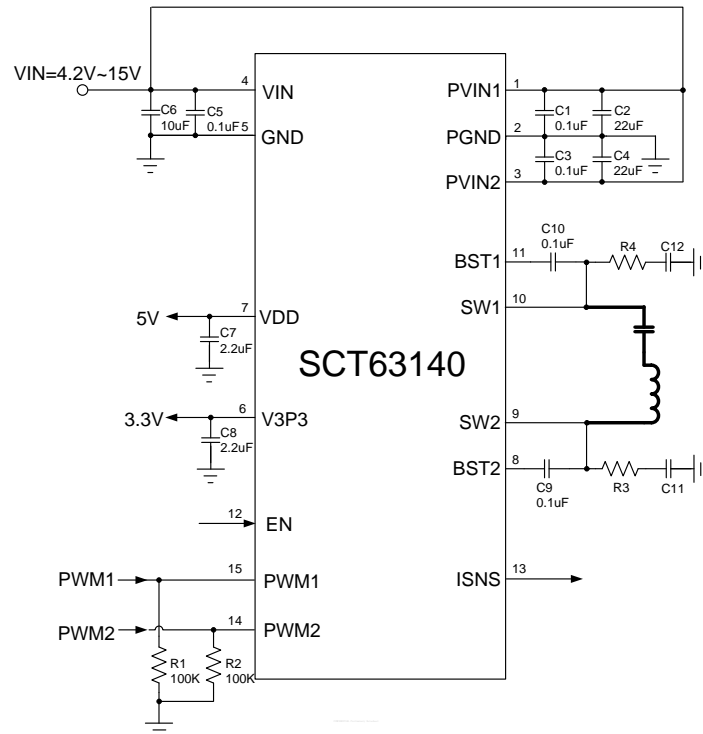 VIN=4.2V~15V
4
VIN
PVIN1
1
C6
10uF
C5
0.1uF
5
GND
C1
0.1uF
C2
22uF
PGND
2
C3
0.1uF
C4
22uF
PVIN2
3
C10
0.1uF
R4
C12
BST1
11
SW1
10
5V
7
VDD
C7
2.2uF
SCT63140
3.3V
6
V3P3
C8
2.2uF
SW2
9
BST2
8
C9
0.1uF
R3
C11
12
EN
PWM1
15
PWM1
ISNS
13
PWM2
14
PWM2
R1
100K
R2
100K